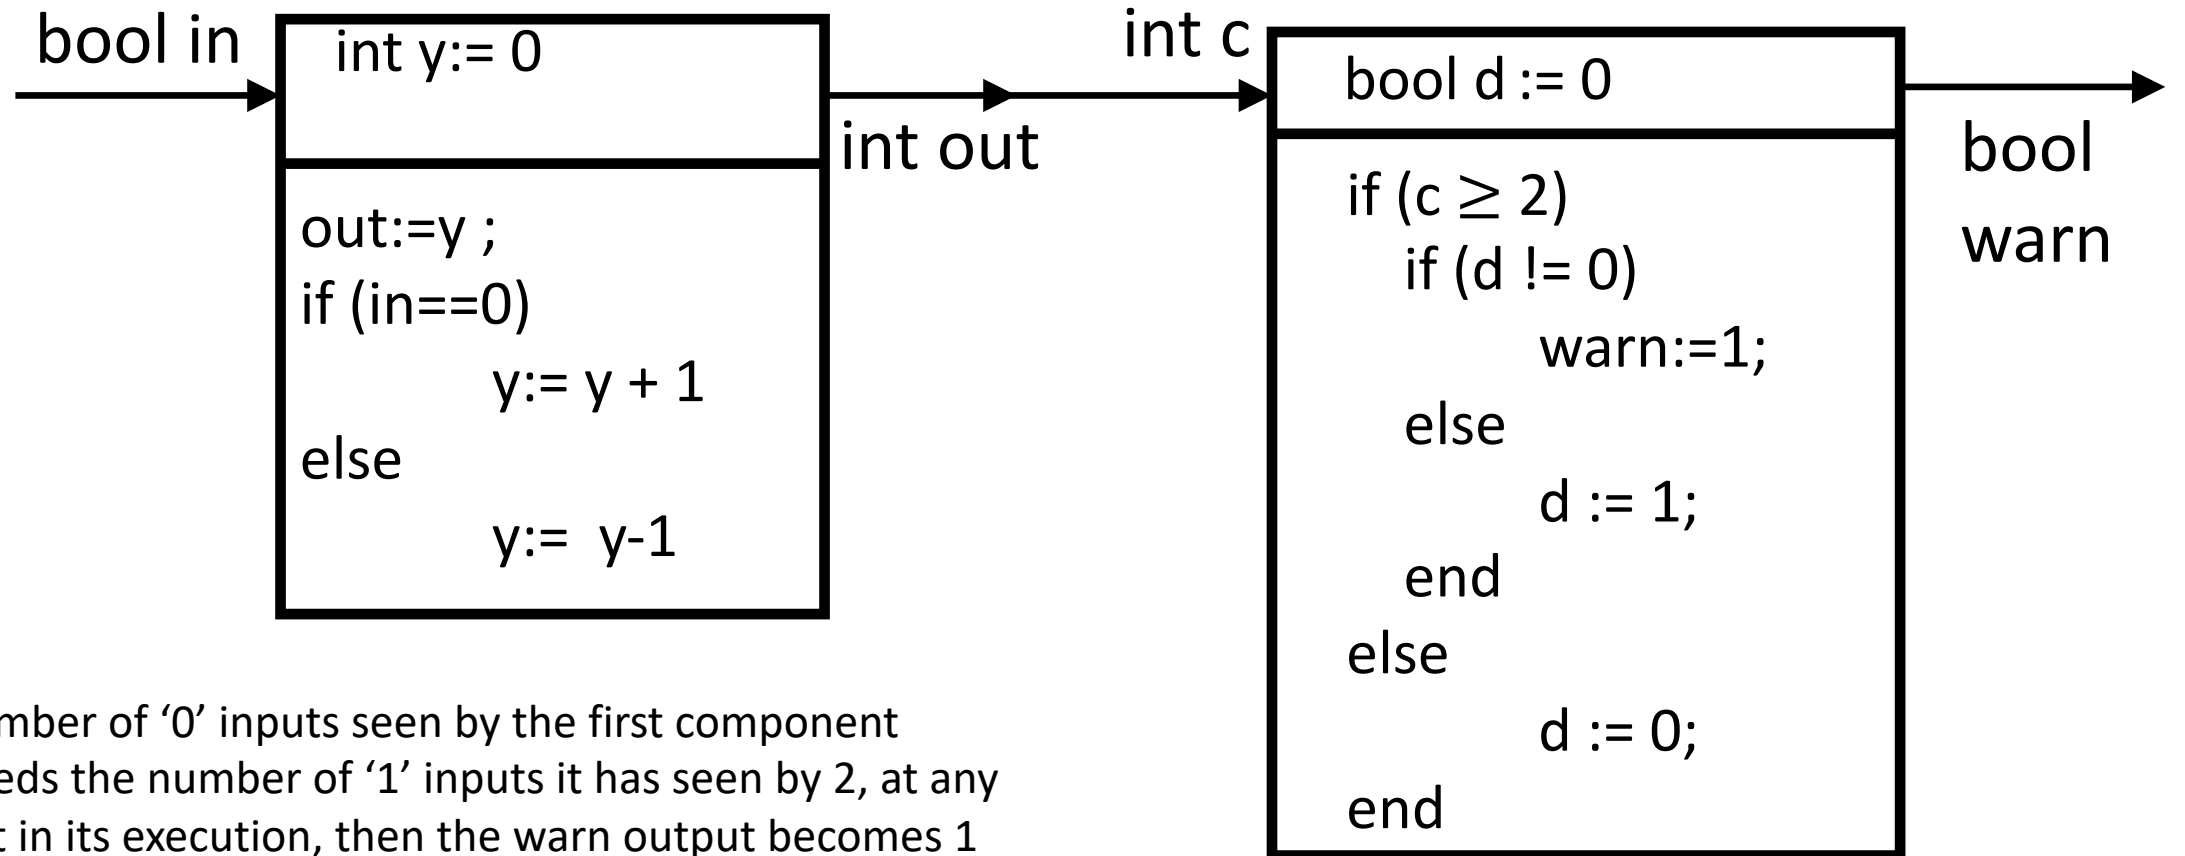 bool in
int y:= 0
out:=y ;
if (in==0)
y:= y + 1
else
y:= y-1
int out
int c
bool d := 0
if (c ≥ 2)
if (d != 0)
warn:=1;
else
d := 1;
end
else
d := 0;
end
bool
warn
of ‘0’ inputs seen by the first component
the number of ‘1’ inputs it has seen by 2, at any
in its execution, then the warn output becomes 1